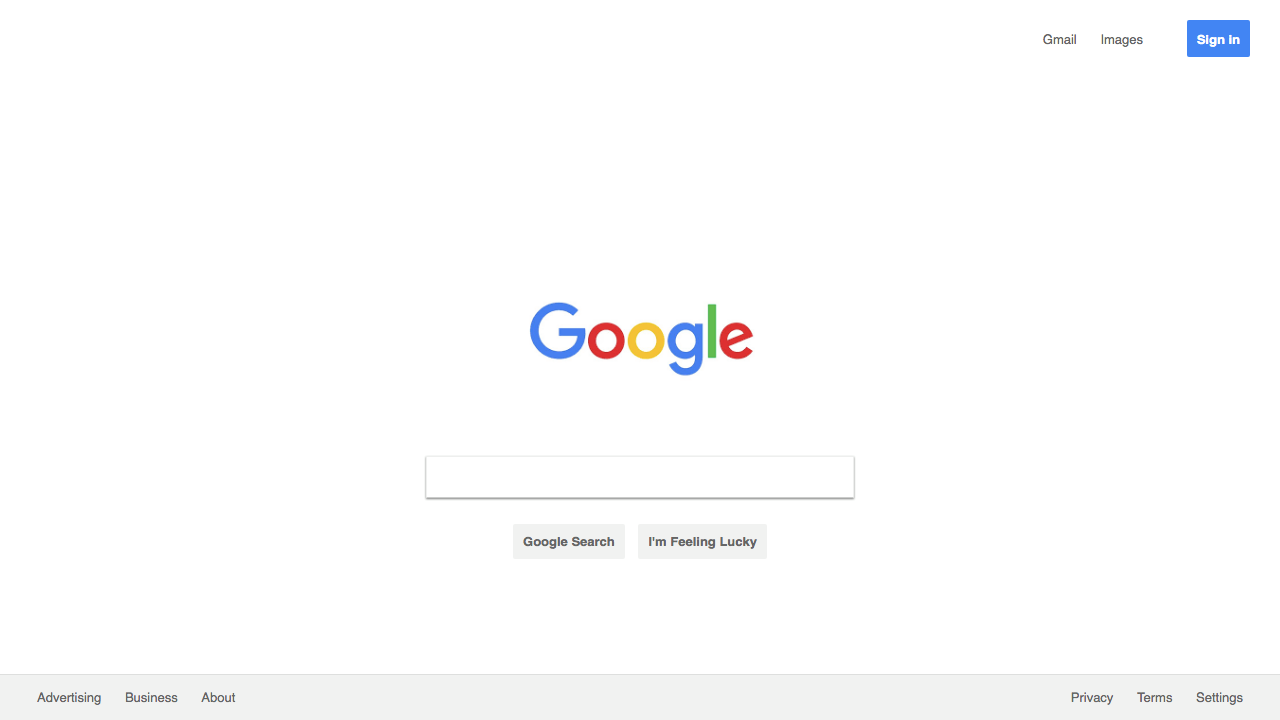 Gmail Images Sign In
Google
Google Search I'm Feeling Lucky
Advertising Business About Privacy Terms Settings